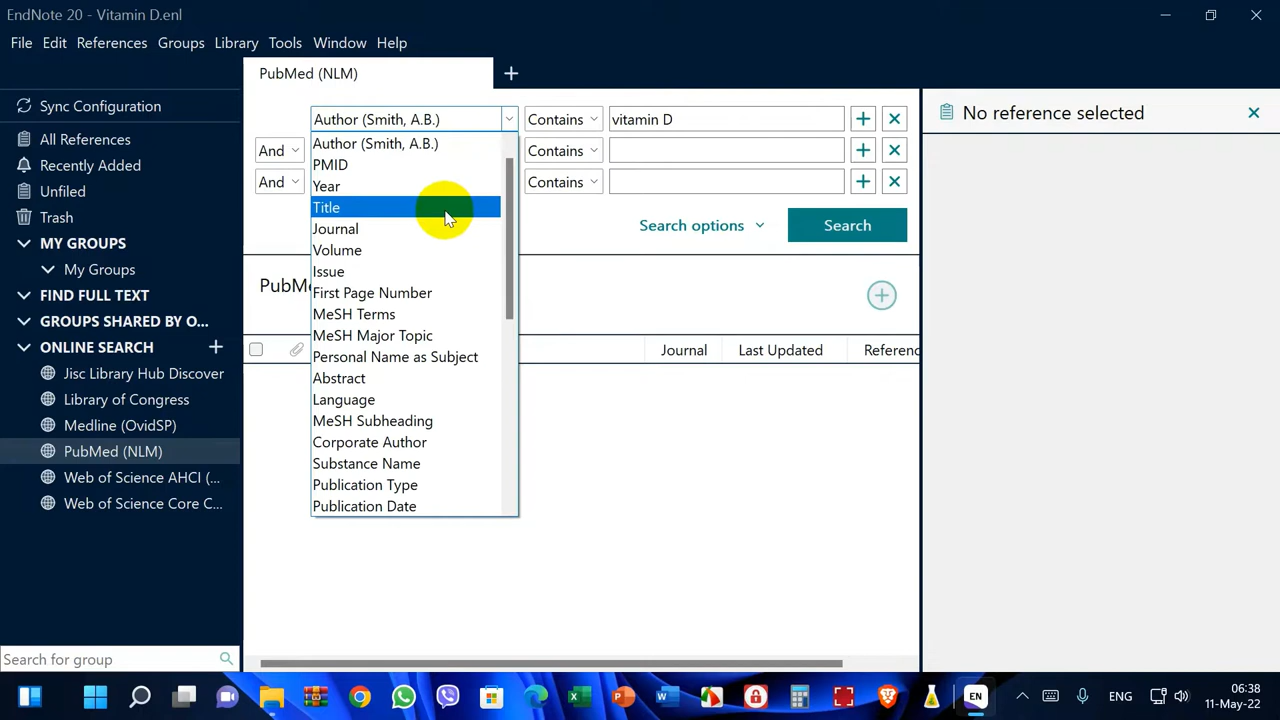 EndNote 20 - Vitamin D.enl
File Edit References Groups Library Tools Window Help
Sync Configuration
All References
Recently Added
Unfiled
Trash
MY GROUPS
My Groups
FIND FULL TEXT
GROUPS SHARED BY O...
ONLINE SEARCH
Jisc Library Hub Discover
Library of Congress
Medline (OvidSP)
PubMed (NLM)
Web of Science AHCI (...
Web of Science Core C...
Search for group
PubMed (NLM)
Author (Smith, A.B.) Contains vitamin D
And Contains
And Contains
Author (Smith, A.B.)
PMID
Year
Title
Journal
Volume
Issue
First Page Number
MeSH Terms
MeSH Major Topic
Personal Name as Subject
Abstract
Language
MeSH Subheading
Corporate Author
Substance Name
Publication Type
Publication Date
Search options Search
PubM
Journal Last Updated Referenc
No reference selected
EN
ENG
06:38
11-May-22